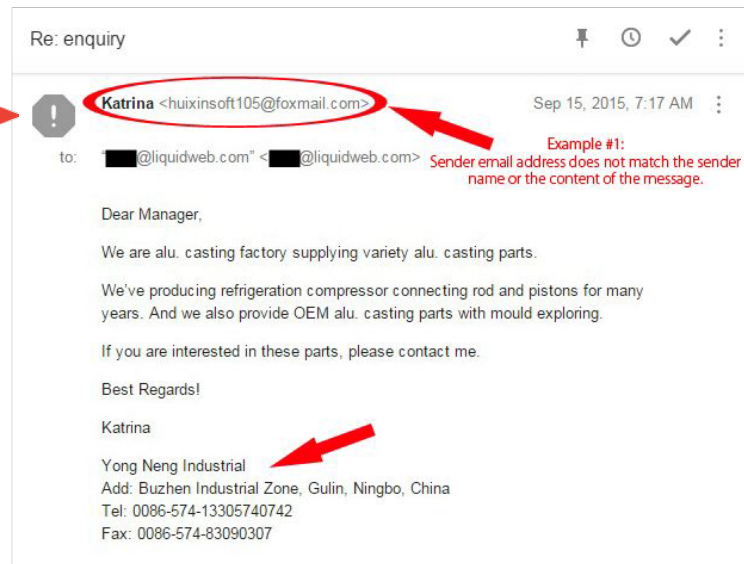 Re: enquiry
Katrina <huixinsoft105@foxmail.com>
Sep 15, 2015, 7:17 AM
Example #1:
Sender email address does not match the sender
name or the content of the message.
to: "@liquidweb.com" <@liquidweb.com>
Dear Manager,
We are alu. casting factory supplying variety alu. casting parts.
We've producing refrigeration compressor connecting rod and pistons for many
years. And we also provide OEM alu. casting parts with mould exploring.
If you are interested in these parts, please contact me.
Best Regards!
Katrina
Yong Neng Industrial
Add: Buzhen Industrial Zone, Gulin, Ningbo, China
Tel: 0086-574-13305740742
Fax: 0086-574-83090307